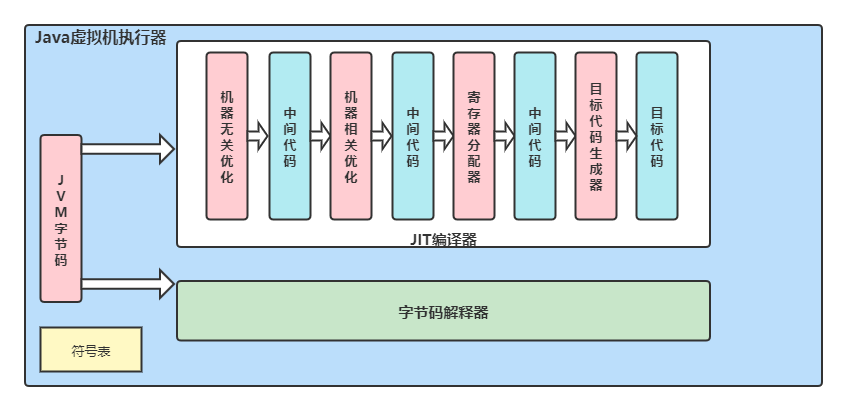 Java虚拟机执行器
JVM字节码
机器无关优化
中间代码
机器相关优化
中间代码
寄存器分配器
中间代码
目标代码生成器
目标代码
JIT编译器
字节码解释器
符号表